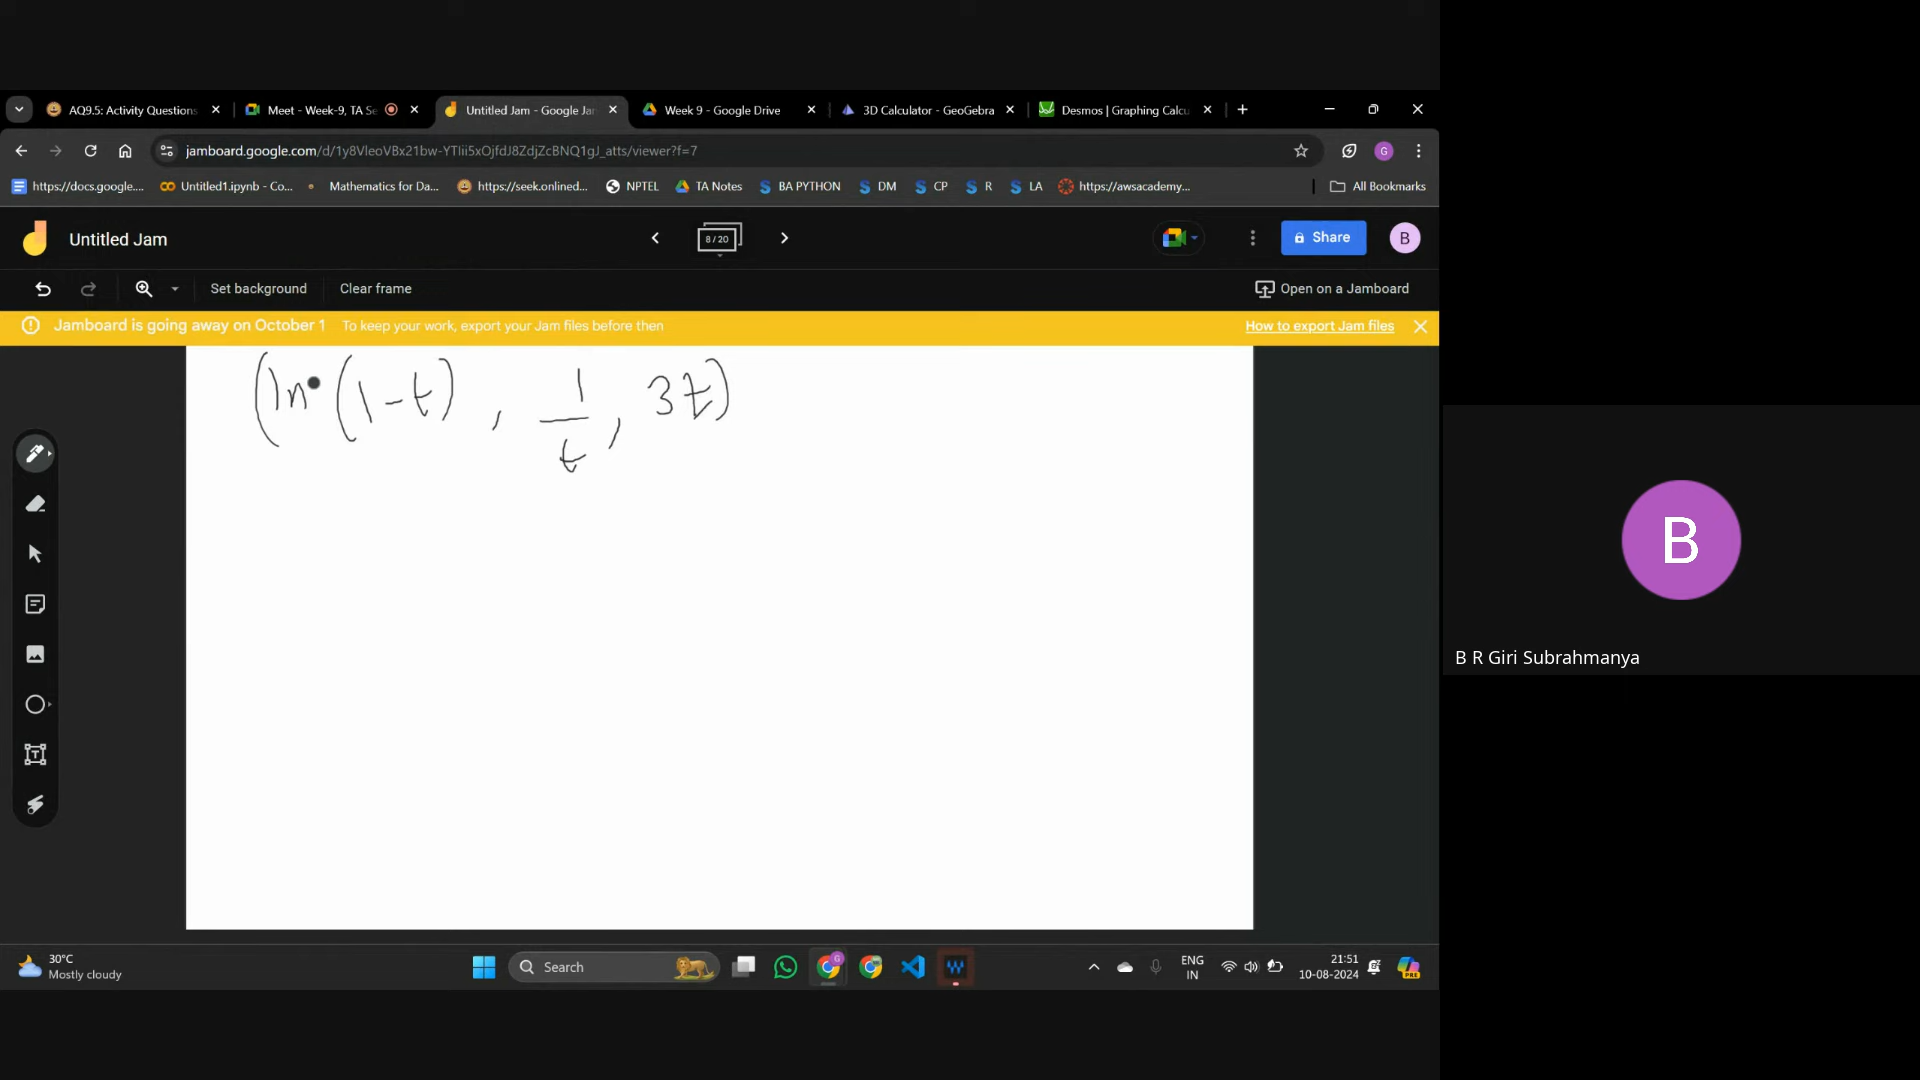 AQ9.5: Activity Questions
Meet - Week-9, TA Se
Untitled Jam - Google Jar
Week 9 - Google Drive
3D Calculator - GeoGebra
Desmos | Graphing Calcu
jamboard.google.com/d/1y8VleoVBx21bw-YTIii5xOjfdJ8ZdjZcBNQ1gJ_atts/viewer?f=7
https://docs.google....
Untitled1.ipynb - Co...
Mathematics for Da...
https://seek.onlined...
NPTEL
TA Notes
BA PYTHON
DM
CP
R
LA
https://awsacademy...
All Bookmarks
Untitled Jam
8 / 20
Share
B
Set background
Clear frame
Open on a Jamboard
Jamboard is going away on October 1 To keep your work, export your Jam files before then
How to export Jam files
(ln (1-t), 1/t, 3t)
B
B R Giri Subrahmanya
30°C
Mostly cloudy
Search
ENG
IN
21:51
10-08-2024